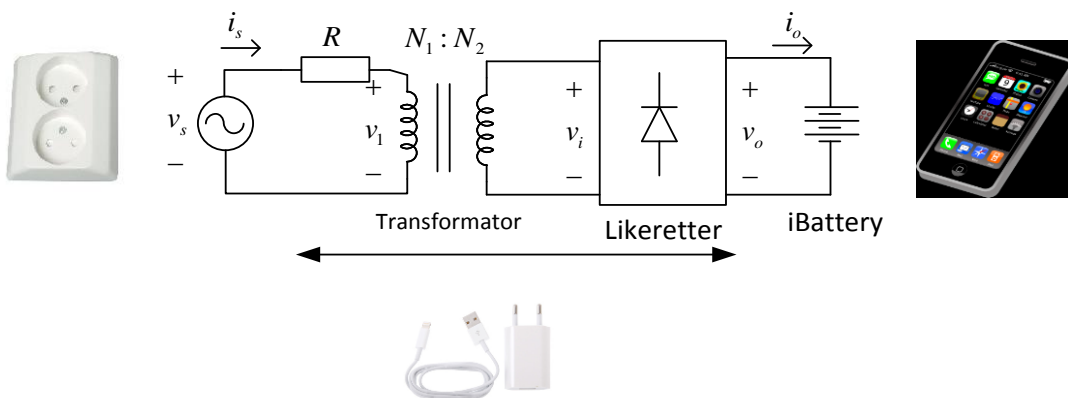 i_s R N_1 : N_2 i_o
+ + + +
v_s v_1 v_i v_o
− − − −
Transformator Likeretter iBattery